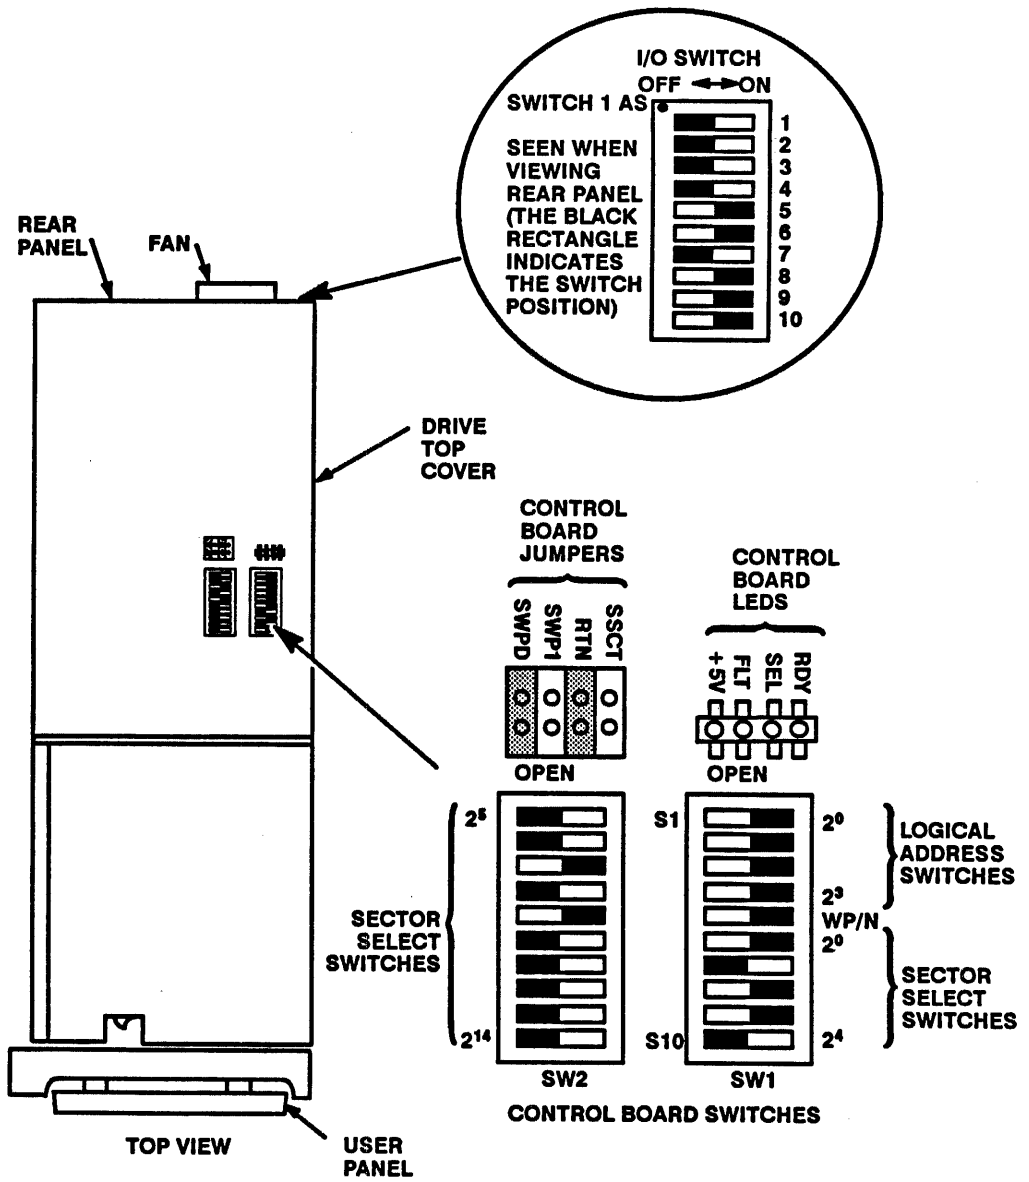 I/O SWITCH
OFF ON
SWITCH 1 AS
SEEN WHEN
VIEWING
REAR PANEL
(THE BLACK
RECTANGLE
INDICATES
THE SWITCH
POSITION)
1
2
3
4
5
6
7
8
9
10
REAR
PANEL
FAN
DRIVE
TOP
COVER
CONTROL
BOARD
JUMPERS
SWPD
SWP1
RTN
SSCT
OPEN
CONTROL
BOARD
LEDS
+5V
FLT
SEL
RDY
OPEN
2⁵
SECTOR
SELECT
SWITCHES
2¹⁴
SW2
S1
S10
2⁰
2³
WP/N
2⁰
2⁴
LOGICAL
ADDRESS
SWITCHES
SECTOR
SELECT
SWITCHES
SW1
CONTROL BOARD SWITCHES
TOP VIEW
USER
PANEL